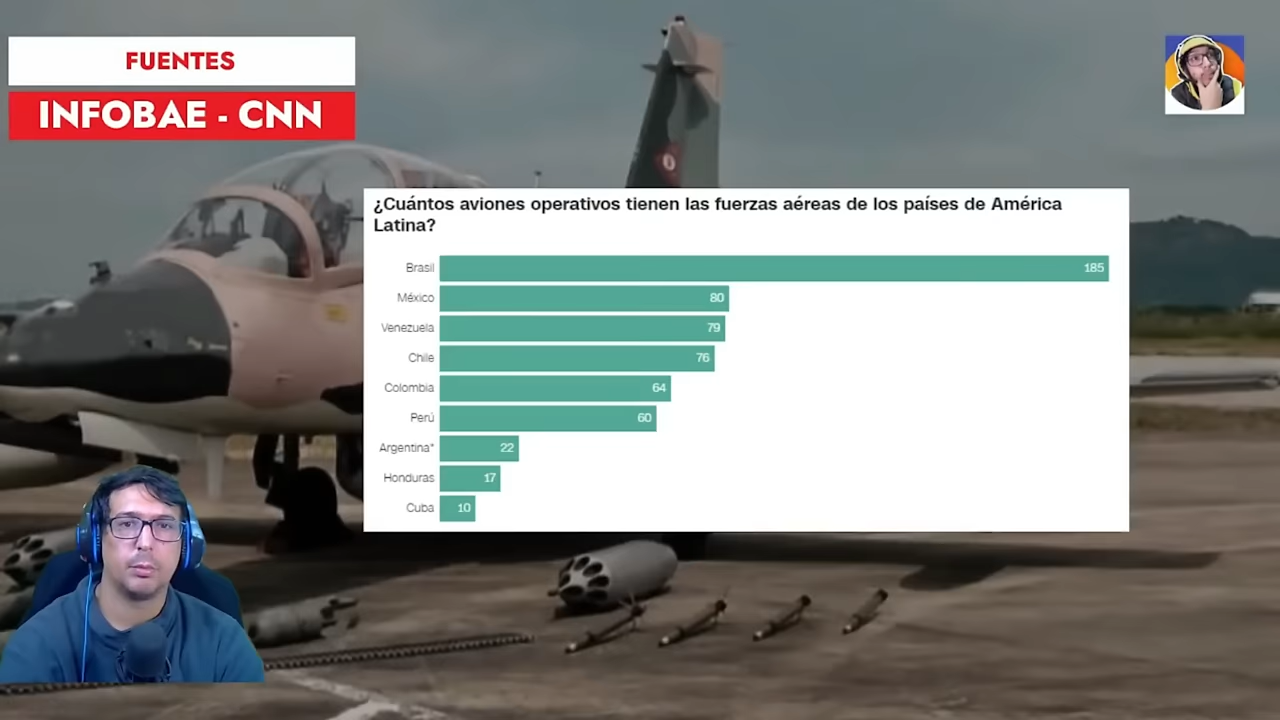 FUENTES
INFOBAE - CNN
¿Cuántos aviones operativos tienen las fuerzas aéreas de los países de América
Latina?
Brasil 185
México 80
Venezuela 79
Chile 76
Colombia 64
Perú 60
Argentina* 22
Honduras 17
Cuba 10